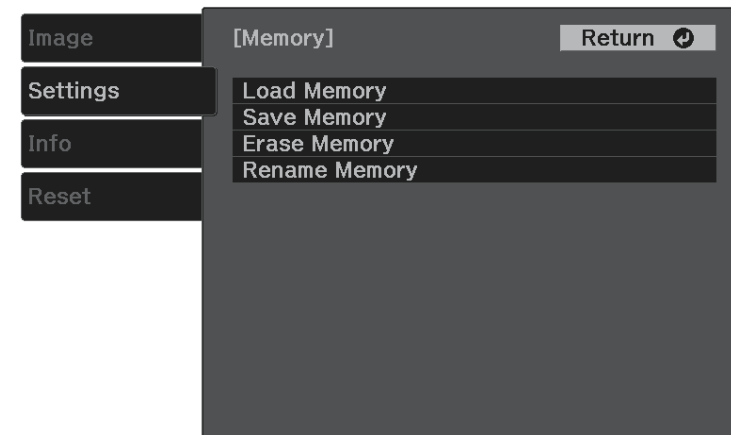 Image
Settings
Info
Reset
[Memory]
Return
Load Memory
Save Memory
Erase Memory
Rename Memory